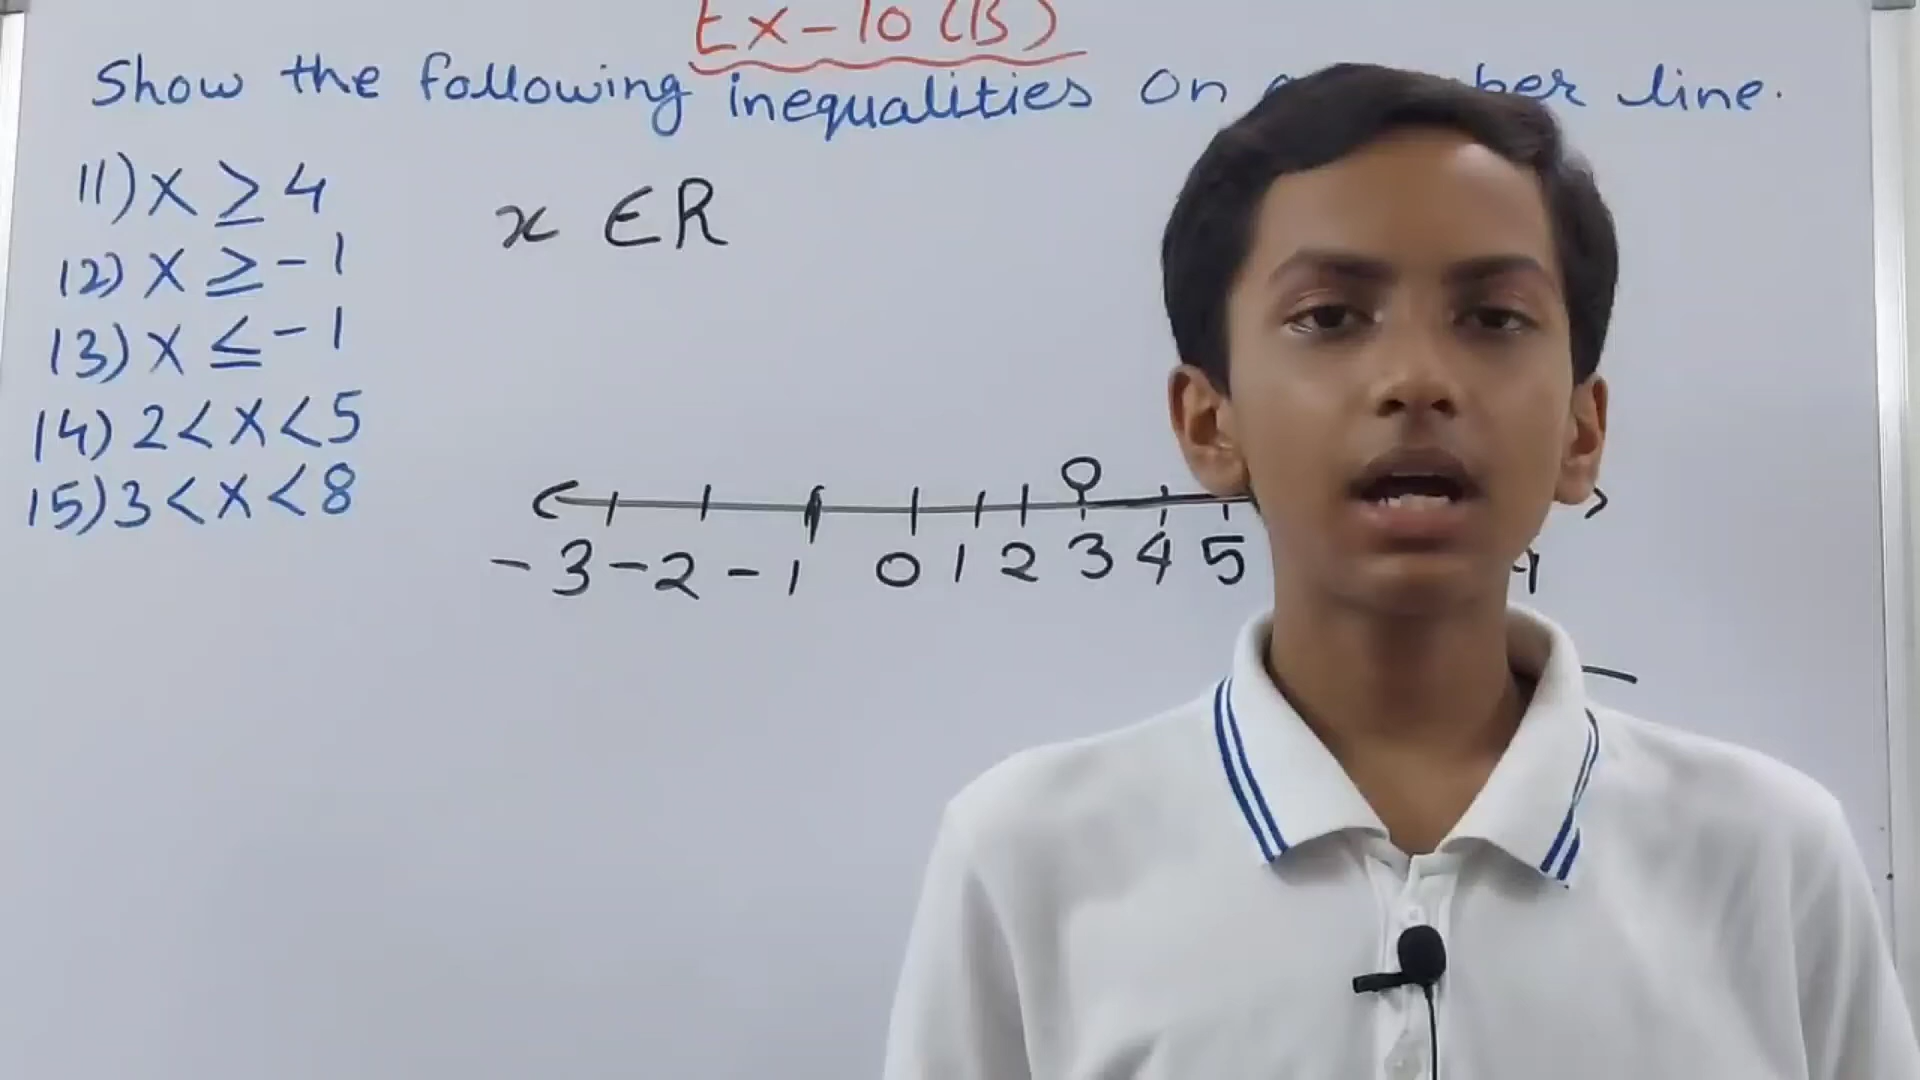 Ex-10 (B)
Show the following inequalities on line.
11) x ≥ 4
x ∈ R
12) x ≥ -1
13) x ≤ -1
14) 2 < x < 5
15) 3 < x < 8
-3 -2 -1 0 1 2 3 4 5